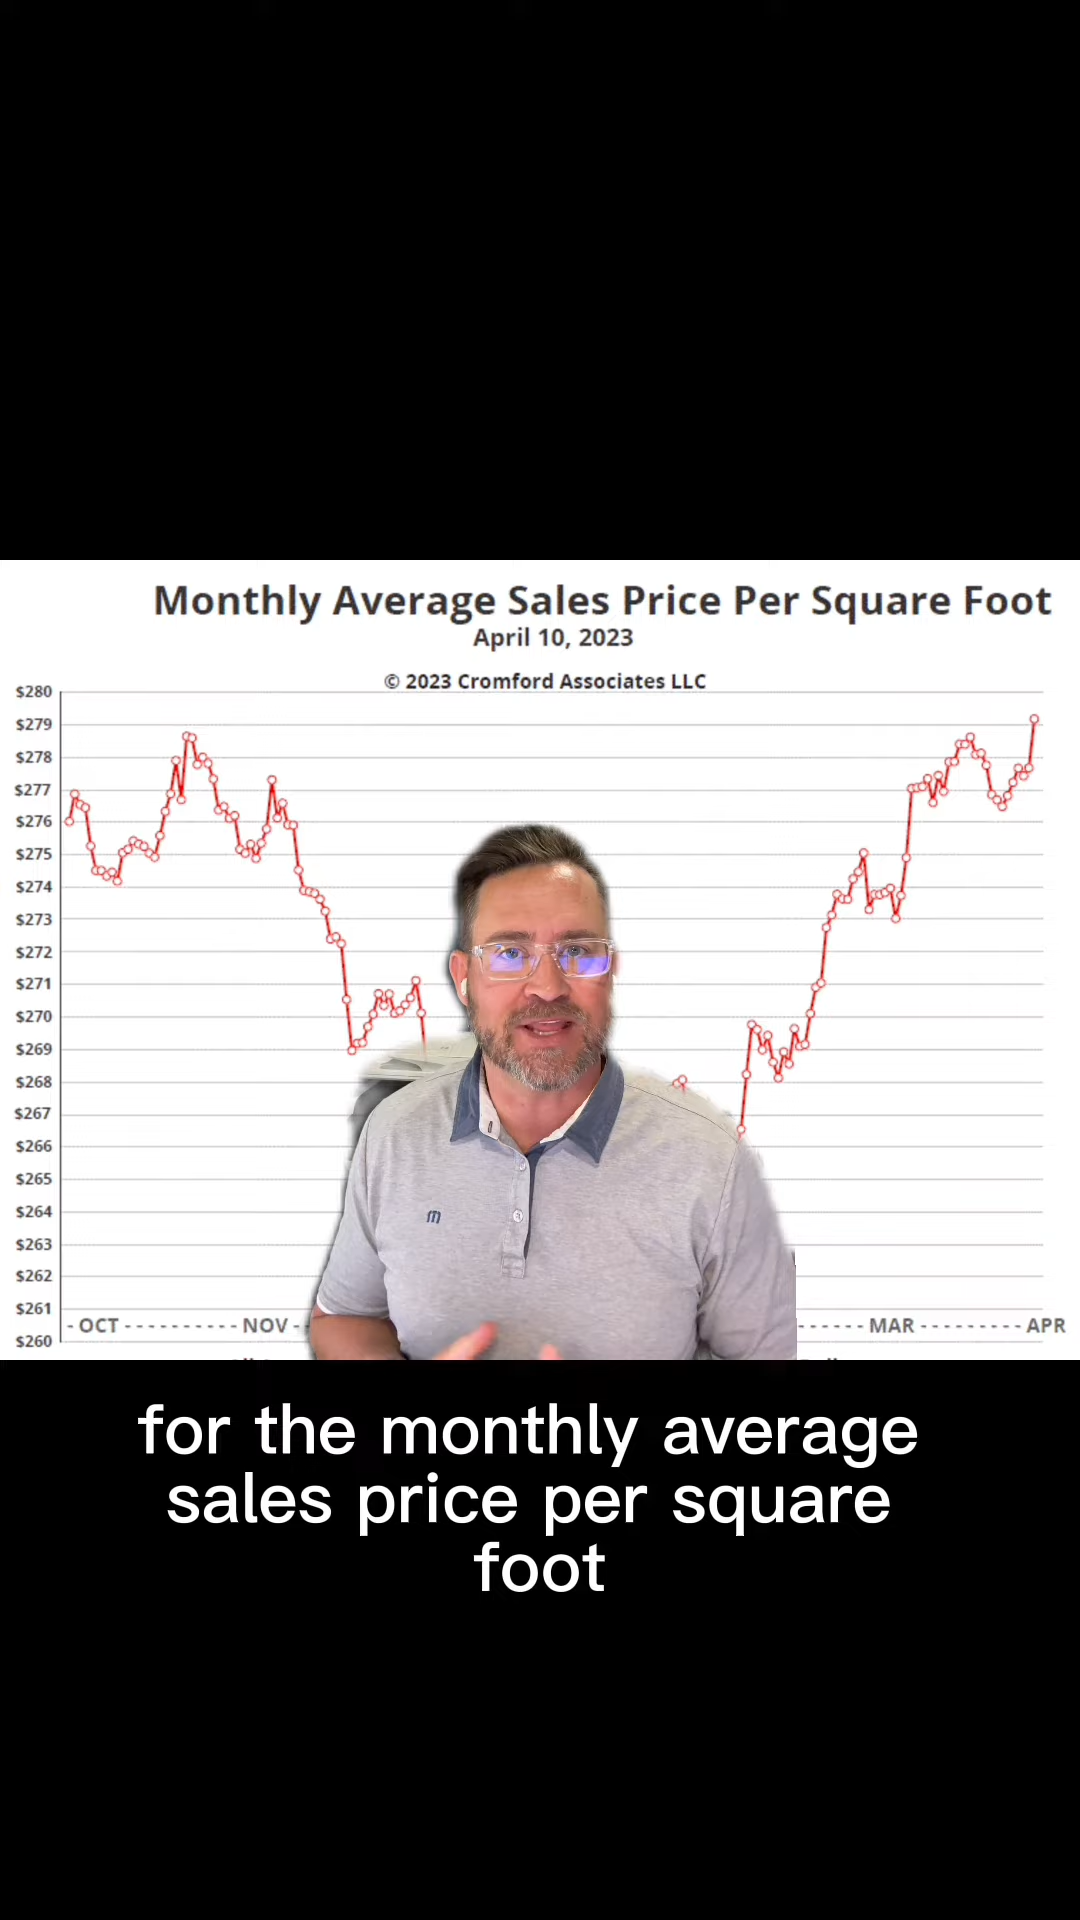 Monthly Average Sales Price Per Square Foot
April 10, 2023
© 2023 Cromford Associates LLC
$280
$279
$278
$277
$276
$275
$274
$273
$272
$271
$270
$269
$268
$267
$266
$265
$264
$263
$262
$261
$260
- OCT - - - - - - - - - - NOV - - - - - - - MAR - - - - - - - - - APR
m
for the monthly average
sales price per square
foot